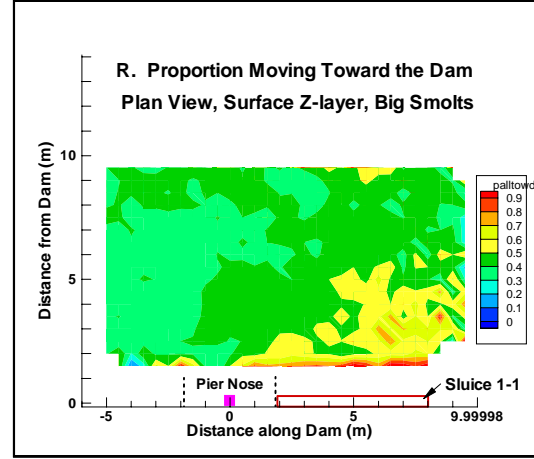 R. Proportion Moving Toward the Dam
Plan View, Surface Z-layer, Big Smolts
Distance from Dam (m)
10
5
0
palltowd
0.9
0.8
0.7
0.6
0.5
0.4
0.3
0.2
0.1
0
Pier Nose
Sluice 1-1
-5
0
5
9.99998
Distance along Dam (m)